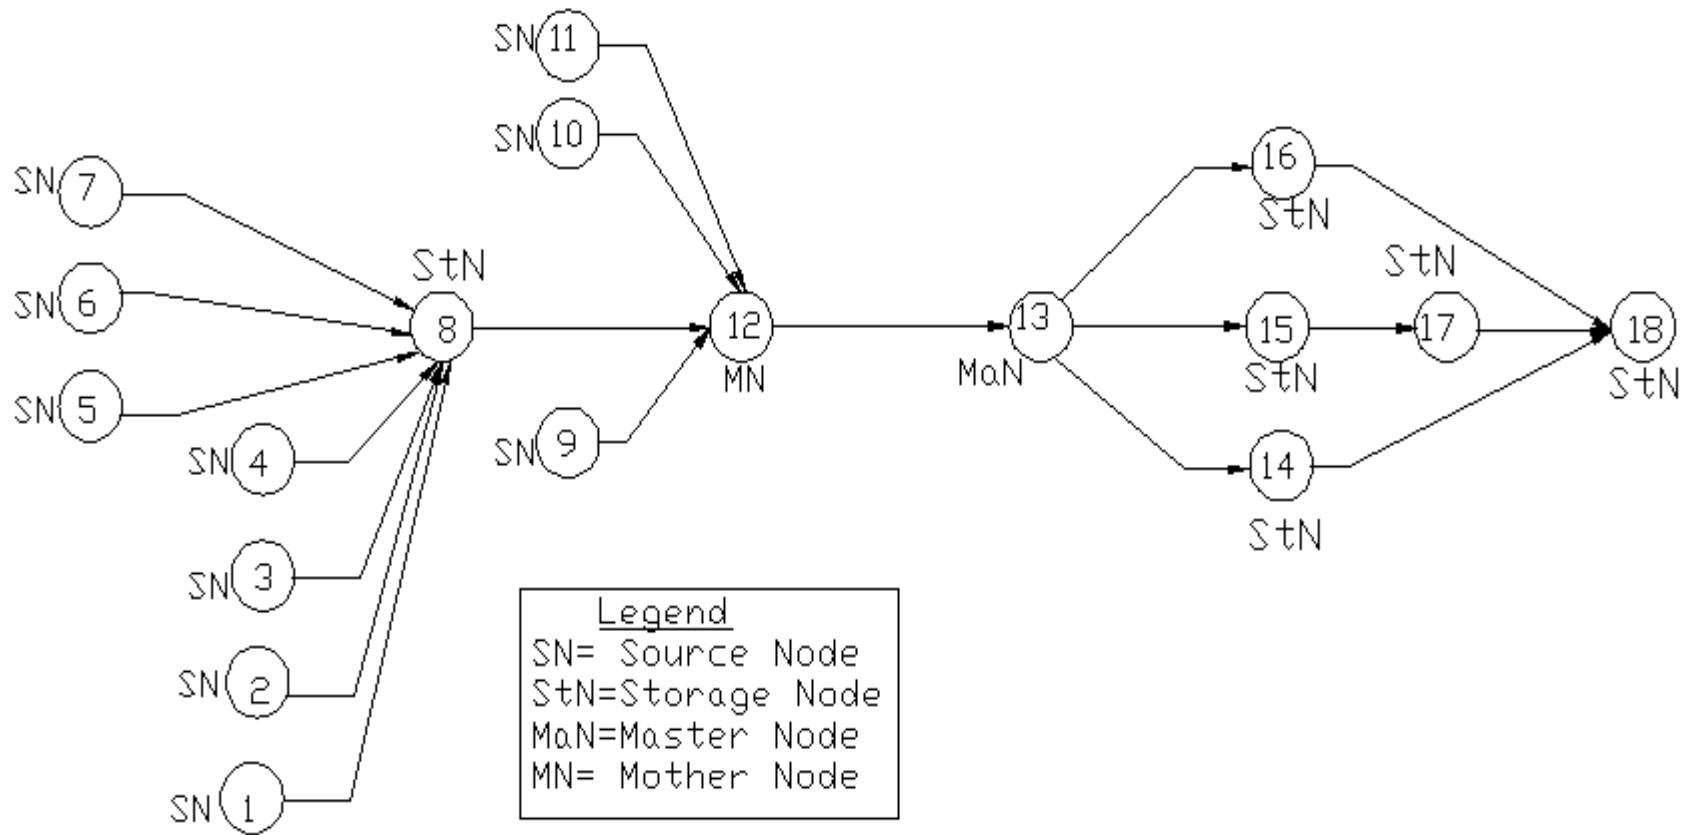 SN 11
SN 10
SN 7
SN 6
SN 5
SN 4
SN 3
SN 2
SN 1
StN
8
SN 9
12
MN
13
MaN
16
StN
15
StN
StN
17
14
StN
18
StN
Legend
SN= Source Node
StN=Storage Node
MaN=Master Node
MN= Mother Node